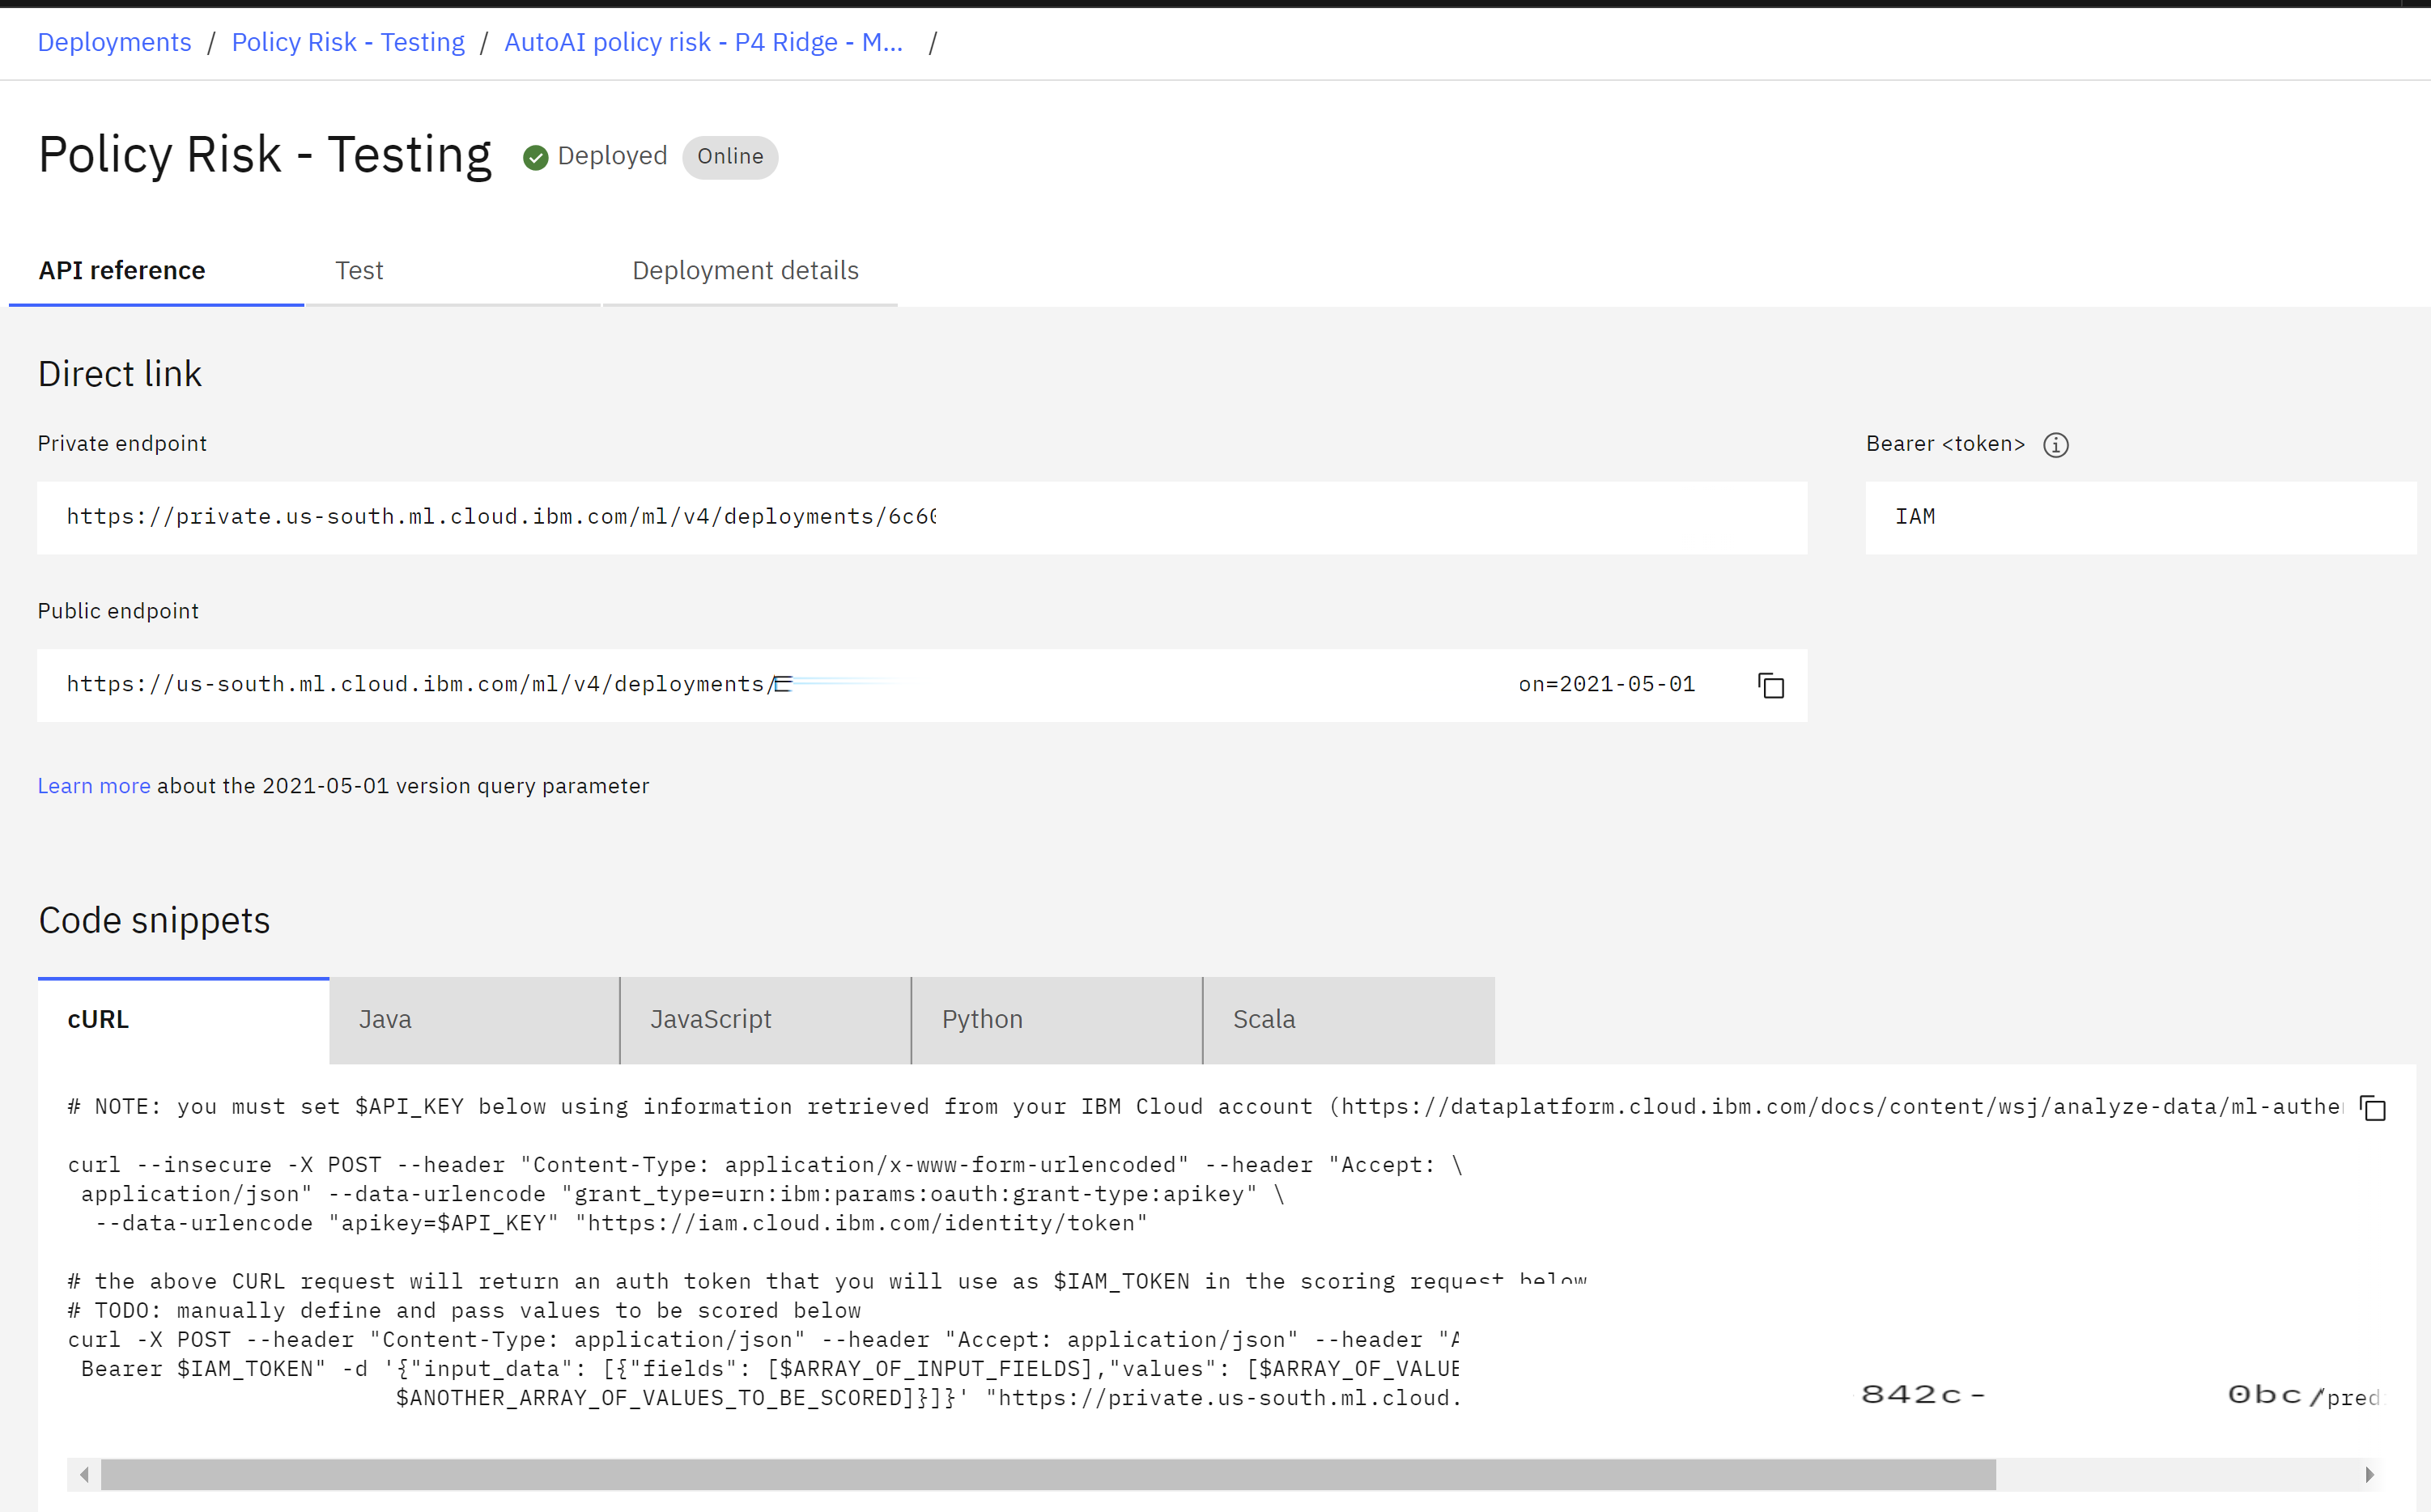 Deployments / Policy Risk - Testing / AutoAI policy risk - P4 Ridge - M... /
Policy Risk - Testing Deployed Online
API reference Test Deployment details
Direct link
Private endpoint Bearer <token>
https://private.us-south.ml.cloud.ibm.com/ml/v4/deployments/6c60 IAM
Public endpoint
https://us-south.ml.cloud.ibm.com/ml/v4/deployments/ on=2021-05-01
Learn more about the 2021-05-01 version query parameter
Code snippets
cURL Java JavaScript Python Scala
# NOTE: you must set $API_KEY below using information retrieved from your IBM Cloud account (https://dataplatform.cloud.ibm.com/docs/content/wsj/analyze-data/ml-authe
curl --insecure -X POST --header "Content-Type: application/x-www-form-urlencoded" --header "Accept: \
application/json" --data-urlencode "grant_type=urn:ibm:params:oauth:grant-type:apikey" \
--data-urlencode "apikey=$API_KEY" "https://iam.cloud.ibm.com/identity/token"
# the above CURL request will return an auth token that you will use as $IAM_TOKEN in the scoring request below
# TODO: manually define and pass values to be scored below
curl -X POST --header "Content-Type: application/json" --header "Accept: application/json" --header "A
Bearer $IAM_TOKEN" -d '{"input_data": [{"fields": [$ARRAY_OF_INPUT_FIELDS],"values": [$ARRAY_OF_VALUE
$ANOTHER_ARRAY_OF_VALUES_TO_BE_SCORED]}]}' "https://private.us-south.ml.cloud. 842c- 0bc/pred